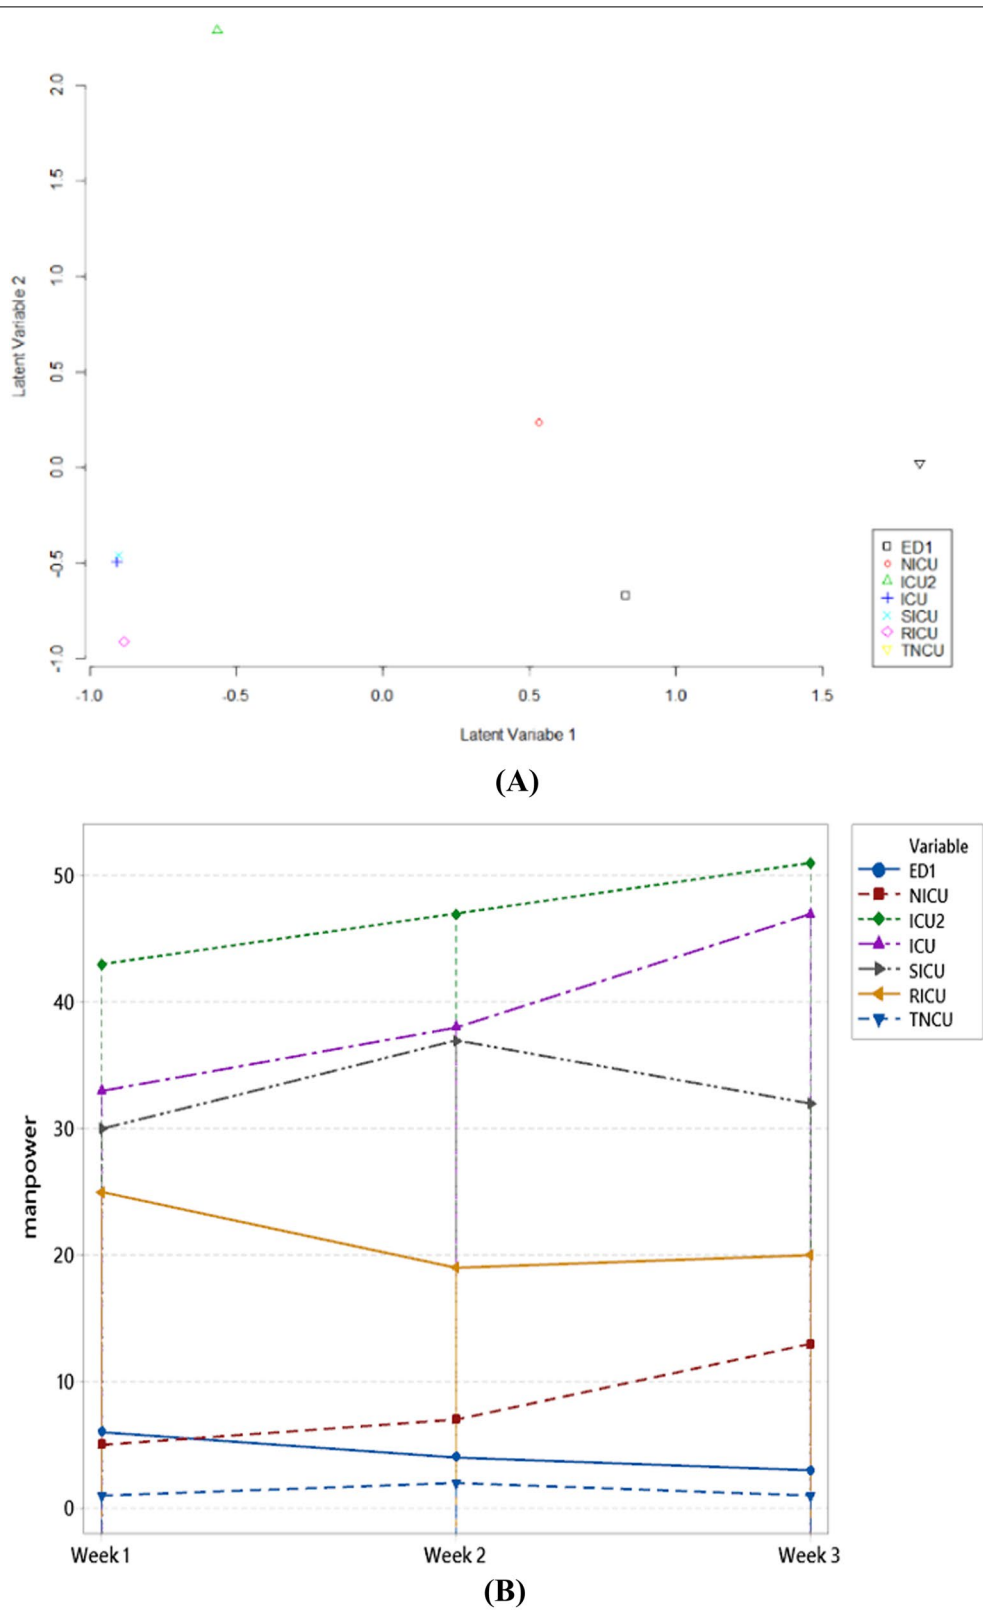 2.0
1.5
1.0
0.5
0.0
-0.5
-1.0
Latent Variable 2
-1.0 -0.5 0.0 0.5 1.0 1.5
Latent Variabe 1
ED1
NICU
ICU2
ICU
SICU
RICU
TNCU
(A)
50
40
30
20
10
0
manpower
Week 1 Week 2 Week 3
Variable
ED1
NICU
ICU2
ICU
SICU
RICU
TNCU
(B)